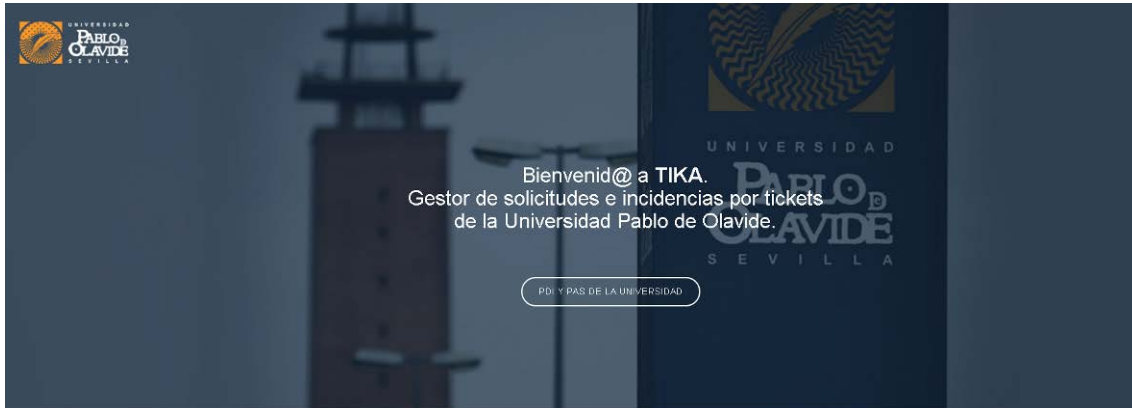 UNIVERSIDAD
PABLO DE
OLAVIDE
SEVILLA
Bienvenid@ a TIKA.
Gestor de solicitudes e incidencias por tickets
de la Universidad Pablo de Olavide.
PDI Y PAS DE LA UNIVERSIDAD
UNIVERSIDAD
PABLO DE
OLAVIDE
SEVILLA